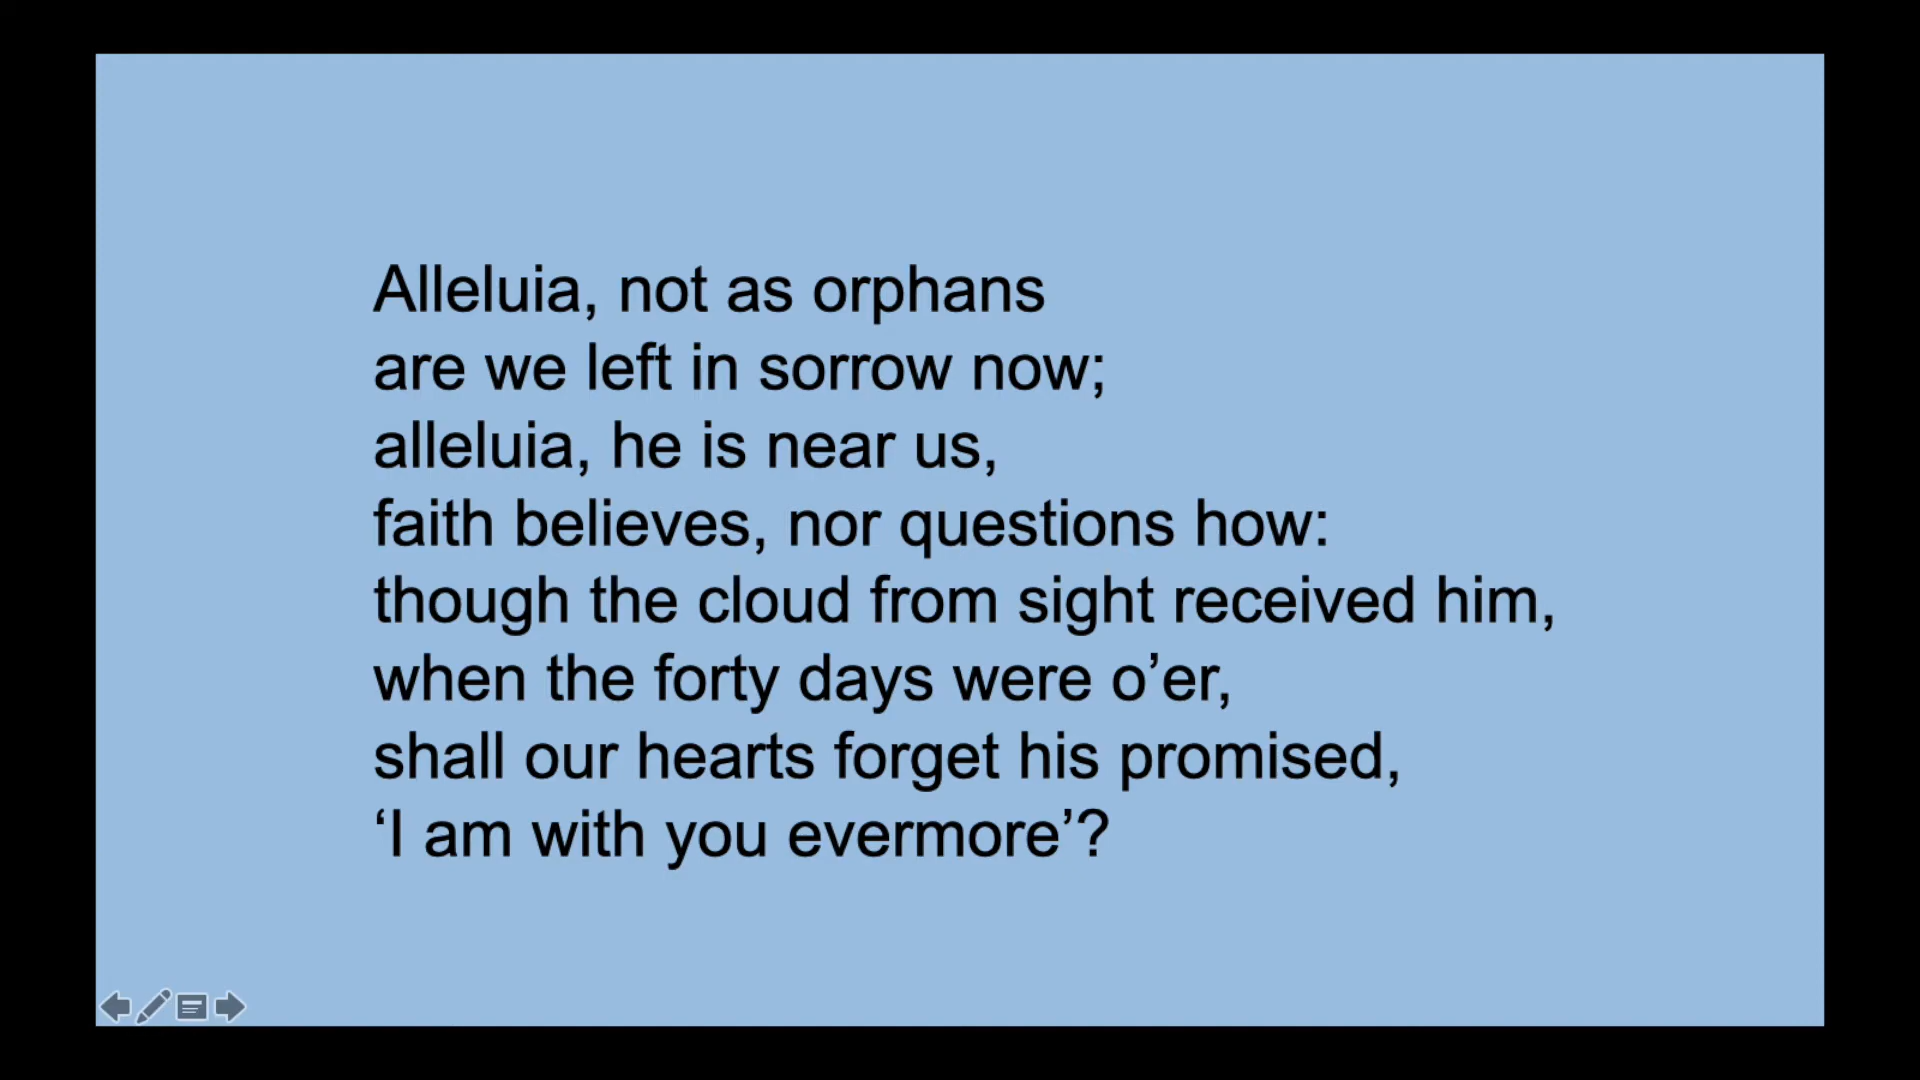 Alleluia, not as orphans
are we left in sorrow now;
alleluia, he is near us,
faith believes, nor questions how:
though the cloud from sight received him,
when the forty days were o’er,
shall our hearts forget his promised,
‘I am with you evermore’?